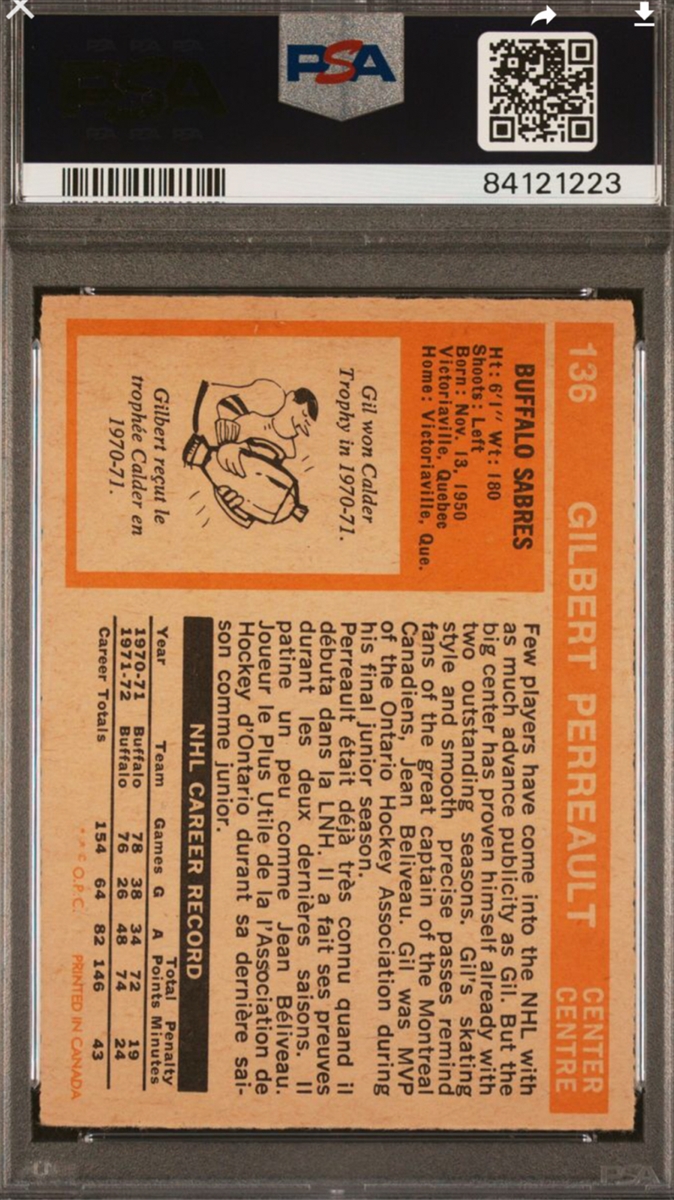 PSA
84121223
136 GILBERT PERREAULT CENTER
CENTRE
BUFFALO SABRES
Ht: 6'1" Wt: 180
Shoots: Left
Born: Nov. 13, 1950
Victoriaville, Quebec
Home: Victoriaville, Que.
Gil won Calder
Trophy in 1970-71.
Gilbert reçut le
trophée Calder en
1970-71.
Few players have come into the NHL with
as much advance publicity as Gil. But the
big center has proven himself already with
two outstanding seasons. Gil's skating
style and smooth precise passes remind
fans of the great captain of the Montreal
Canadiens, Jean Beliveau. Gil was MVP
of the Ontario Hockey Association during
his final junior season.
Perreault était déjà très connu quand il
débuta dans la LNH. Il a fait ses preuves
durant les deux dernières saisons. Il
patine un peu comme Jean Béliveau.
Joueur le Plus Utile de la l'Association de
Hockey d'Ontario durant sa dernière sai-
son comme junior.
NHL CAREER RECORD
Total Penalty
Year Team Games G A Points Minutes
1970-71 Buffalo 78 38 34 72 19
1971-72 Buffalo 76 26 48 74 24
Career Totals 154 64 82 146 43
* * © O.P.C. PRINTED IN CANADA
PSA